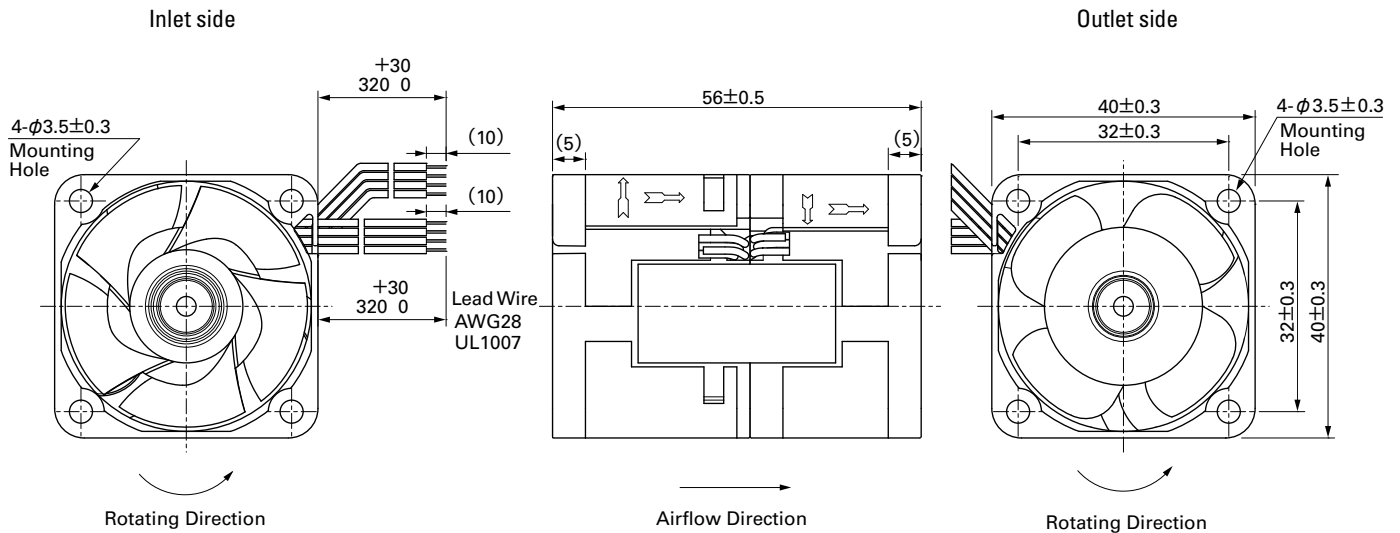 Inlet side
Outlet side
+30
320 0
4-φ3.5±0.3
Mounting
Hole
(10)
(10)
+30
320 0
Lead Wire
AWG28
UL1007
56±0.5
(5)
(5)
40±0.3
32±0.3
4-φ3.5±0.3
Mounting
Hole
32±0.3
40±0.3
Rotating Direction
Airflow Direction
Rotating Direction